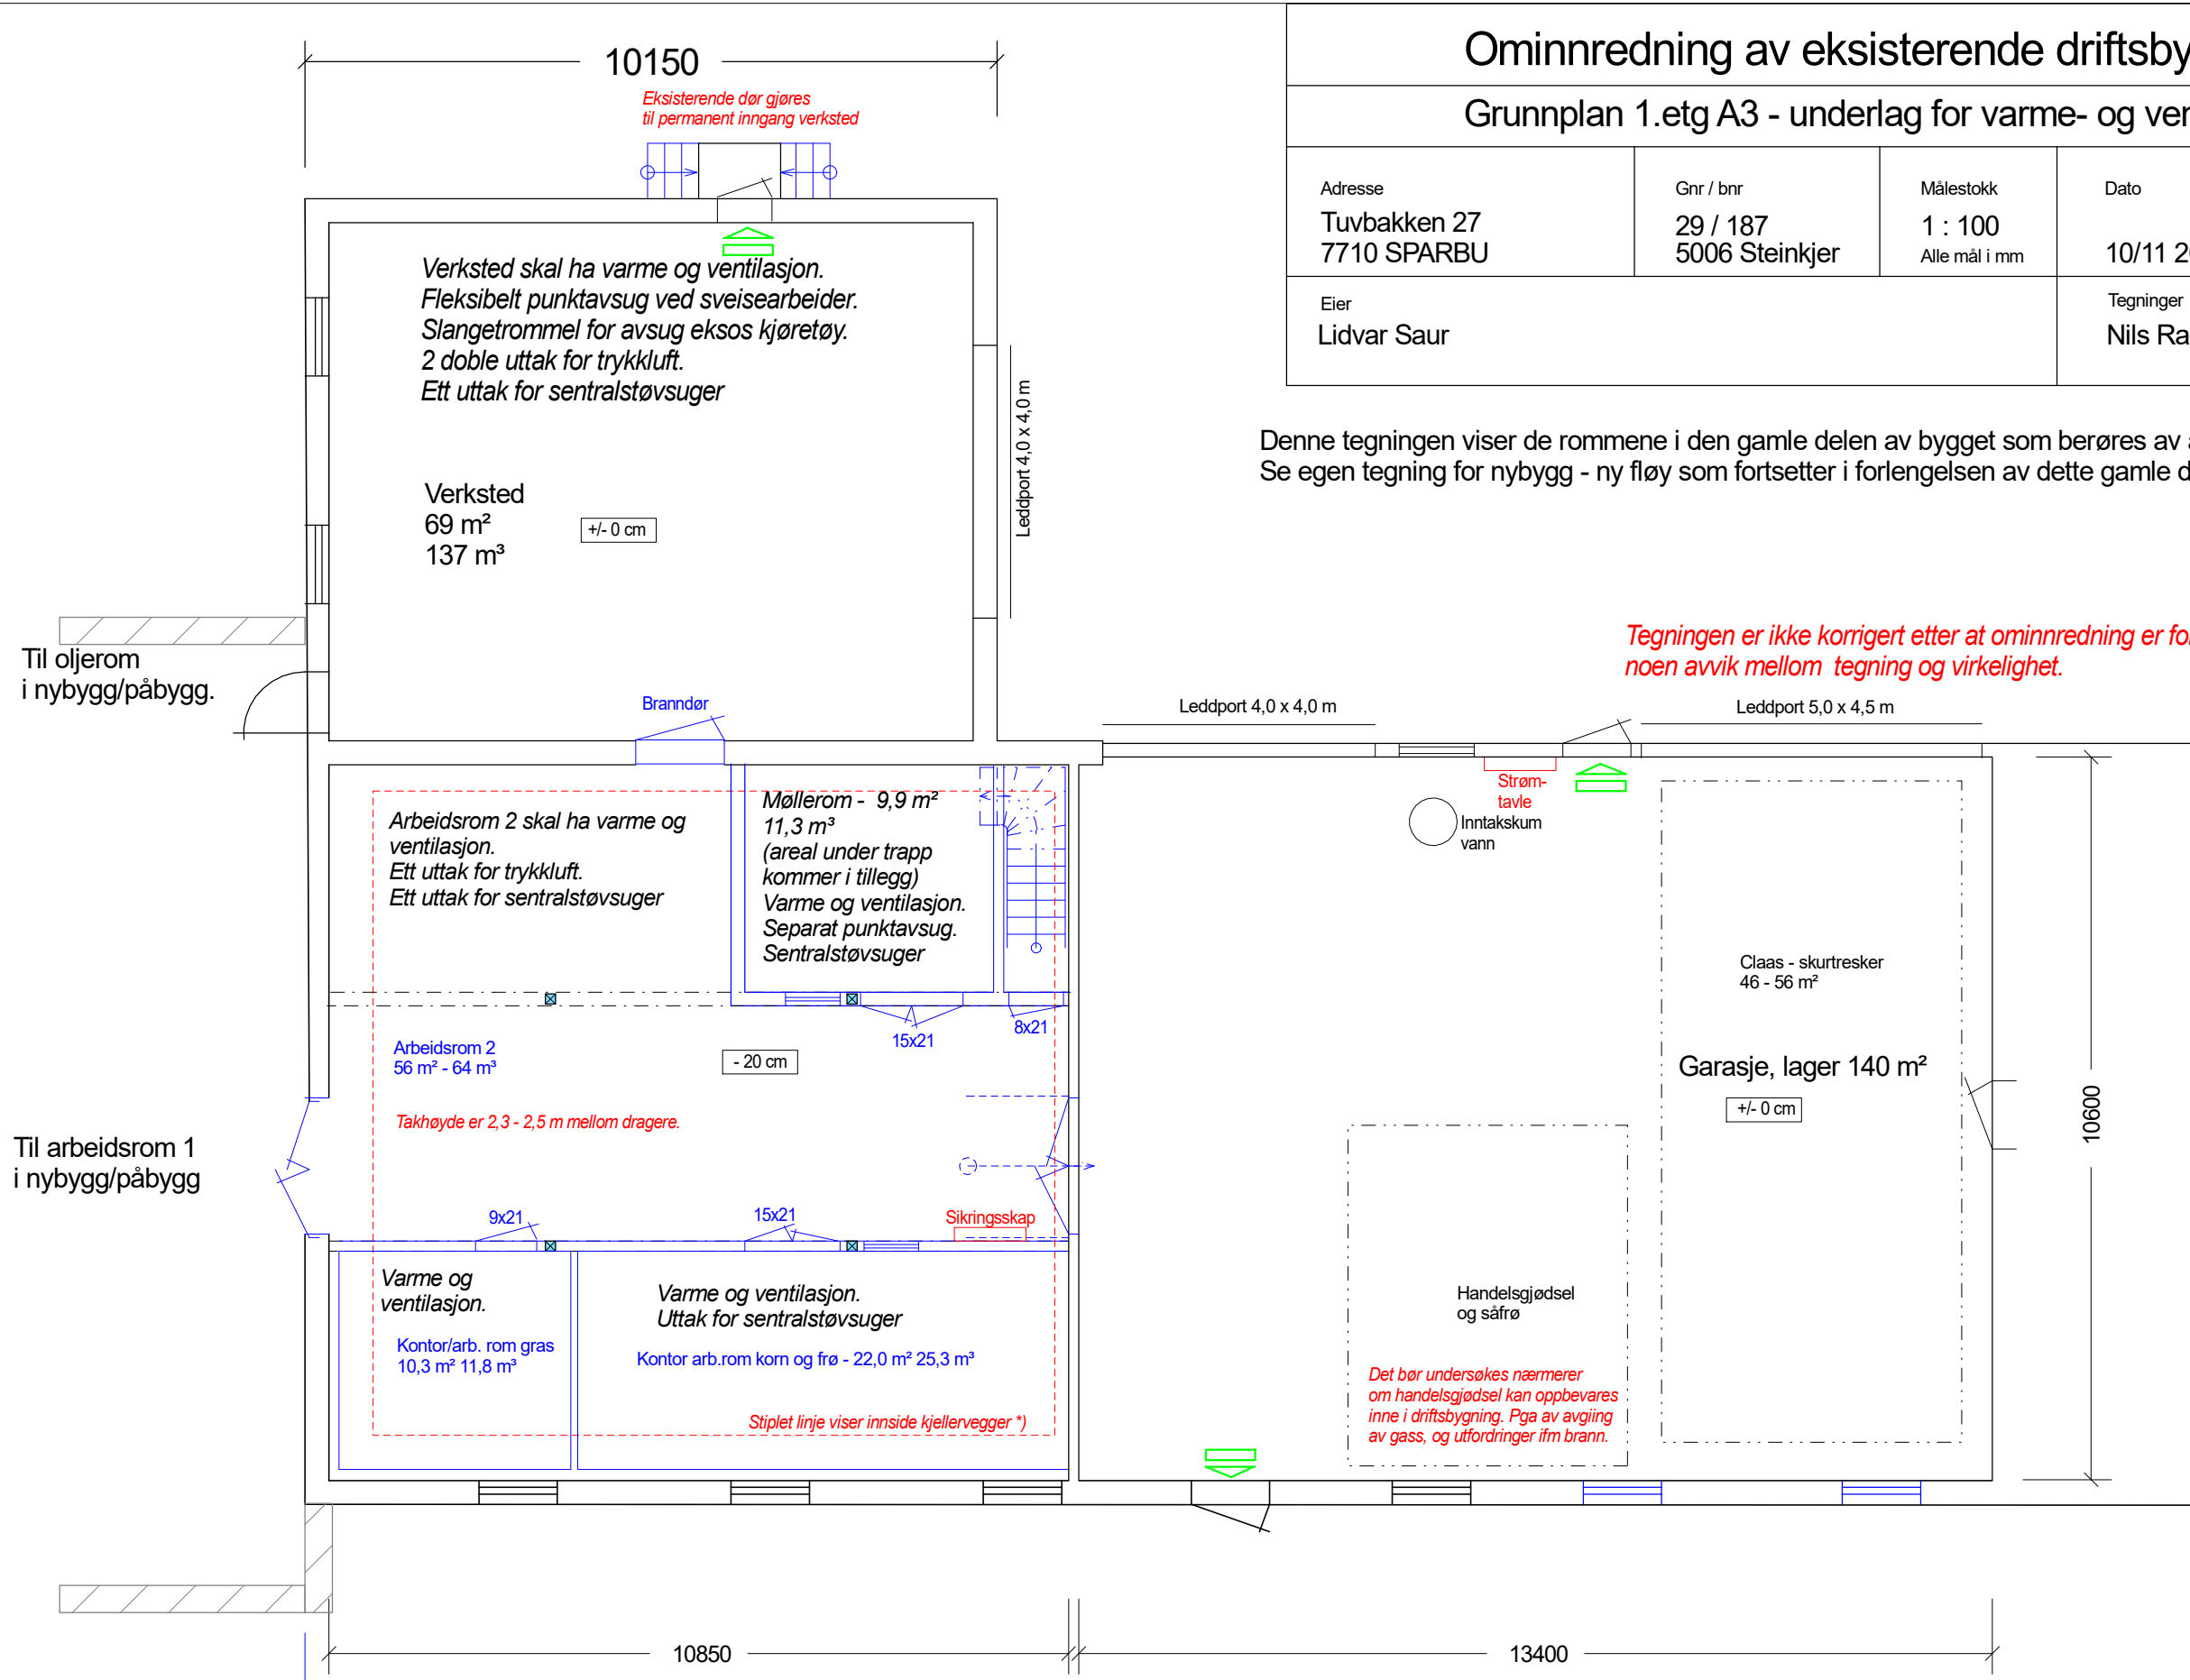 10150
Eksisterende dør gjøres
til permanent inngang verksted
Ominnredning av eksisterende
Grunnplan 1.etg A3 - underlag for varme- og
Adresse
Tuvbakken 27
7710 SPARBU
Gnr / bnr
29 / 187
5006 Steinkjer
Målestokk
1 : 100
Alle mål i mm
Dato
10/11
Eier
Lidvar Saur
Tegninger
Nils
Verksted skal ha varme og ventilasjon.
Fleksibelt punktavsug ved sveisearbeider.
Slangetrommel for avsug eksos kjøretøy.
2 doble uttak for trykkluft.
Ett uttak for sentralstøvsuger
Verksted
69 m²
137 m³
+/- 0 cm
Leddport 4,0 x 4,0 m
Denne tegningen viser de rommene i den gamle delen av bygget som berøres av
Se egen tegning for nybygg - ny fløy som fortsetter i forlengelsen av dette gamle
Tegningen er ikke korrigert etter at ominnredning er
noen avvik mellom tegning og virkelighet.
Til oljerom
i nybygg/påbygg.
Branndør
Leddport 4,0 x 4,0 m
Leddport 5,0 x 4,5 m
Strøm-
tavle
Inntakskum
vann
Arbeidsrom 2 skal ha varme og
ventilasjon.
Ett uttak for trykkluft.
Ett uttak for sentralstøvsuger
Møllerom - 9,9 m²
11,3 m³
(areal under trapp
kommer i tillegg)
Varme og ventilasjon.
Separat punktavsug.
Sentralstøvsuger
Claas - skurtresker
46 - 56 m²
15x21
8x21
Arbeidsrom 2
56 m² - 64 m³
- 20 cm
Garasje, lager 140 m²
+/- 0 cm
10600
Takhøyde er 2,3 - 2,5 m mellom dragere.
Til arbeidsrom 1
i nybygg/påbygg
9x21
15x21
Sikringsskap
Varme og
ventilasjon.
Kontor/arb. rom gras
10,3 m² 11,8 m³
Varme og ventilasjon.
Uttak for sentralstøvsuger
Kontor arb.rom korn og frø - 22,0 m² 25,3 m³
Stiplet linje viser innside kjellervegger *)
Handelsgjødsel
og såfrø
Det bør undersøkes nærmerer
om handelsgjødsel kan oppbevares
inne i driftsbygning. Pga av avgiing
av gass, og utfordringer ifm brann.
10850
13400